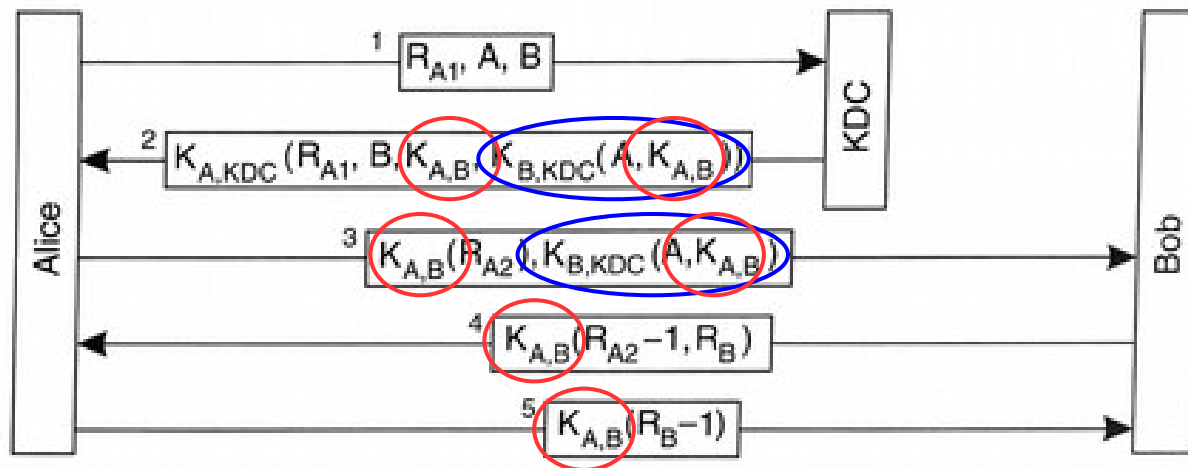 Alice
KDC
Bob
1
R_A1, A, B
2
K_A,KDC (R_A1, B, K_A,B, K_B,KDC (A, K_A,B))
3
K_A,B (R_A2), K_B,KDC (A, K_A,B)
4
K_A,B (R_A2−1, R_B)
5
K_A,B (R_B−1)